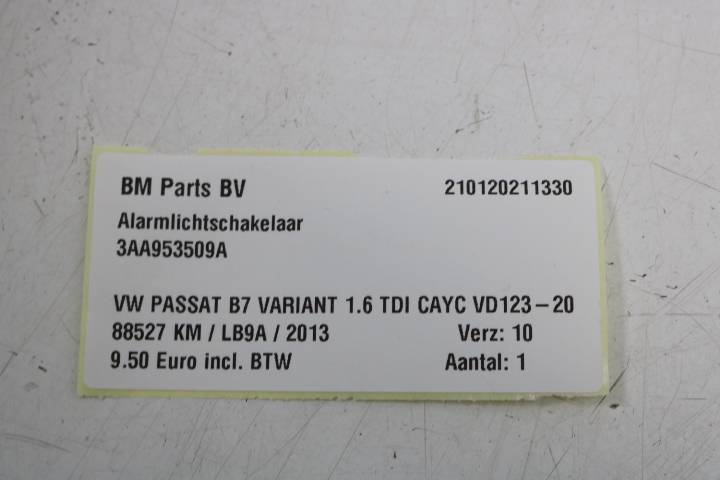 BM Parts BV 210120211330
Alarmlichtschakelaar
3AA953509A
VW PASSAT B7 VARIANT 1.6 TDI CAYC VD123-20
88527 KM / LB9A / 2013 Verz: 10
9.50 Euro incl. BTW Aantal: 1